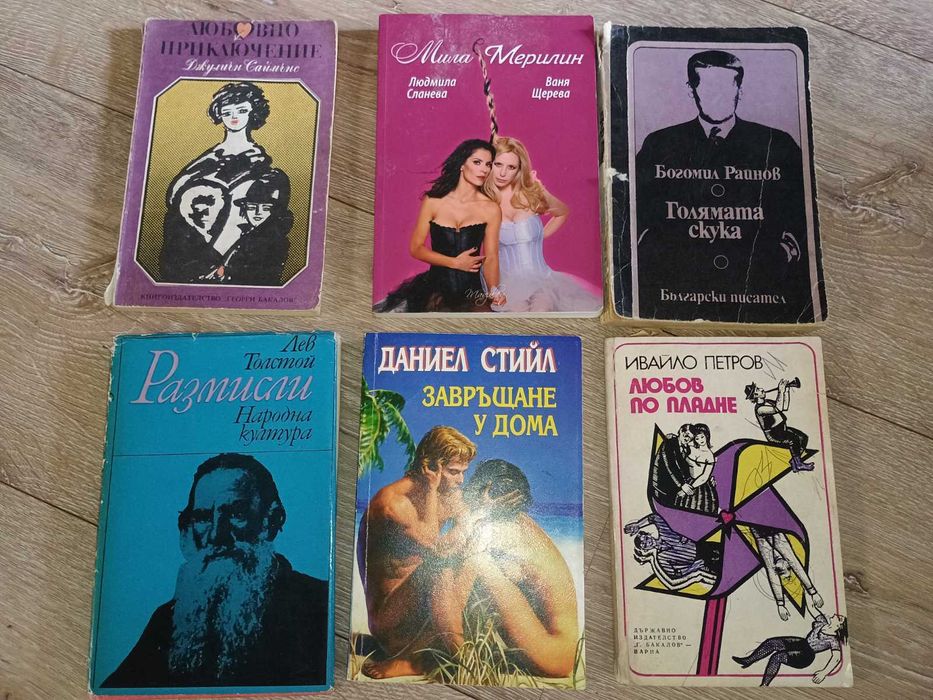 ЛЮБОВНО
ПРИКЛЮЧЕНИЕ
Джулиън Саймънс
КНИГОИЗДАТЕЛСТВО „ГЕОРГИ БАКАЛОВ“
Мила Мерилин
Людмила
Сланева
Ваня
Щерева
Богомил Райнов
Голямата
скука
Български писател
Лев
Толстой
Размисли
Народна
култура
ДАНИЕЛ СТИЙЛ
ЗАВРЪЩАНЕ
У ДОМА
ИВАЙЛО ПЕТРОВ
ЛЮБОВ
ПО ПЛАДНЕ
ДЪРЖАВНО
ИЗДАТЕЛСТВО
„Г. БАКАЛОВ“ —
ВАРНА